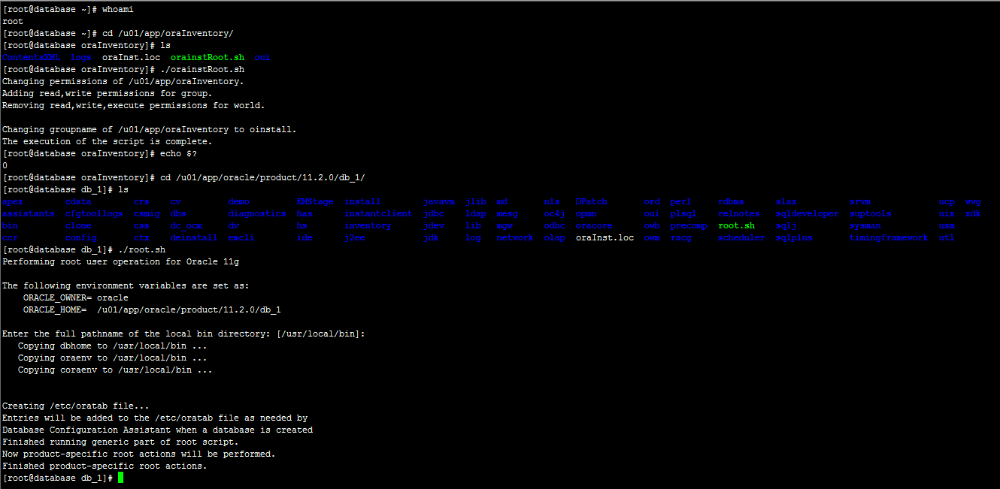 [root@database ~]# whoami
root
[root@database ~]# cd /u01/app/oraInventory/
[root@database oraInventory]# ls
ContentsXML logs oraInst.loc orainstRoot.sh oui
[root@database oraInventory]# ./orainstRoot.sh
Changing permissions of /u01/app/oraInventory.
Adding read,write permissions for group.
Removing read,write,execute permissions for world.
Changing groupname of /u01/app/oraInventory to oinstall.
The execution of the script is complete.
[root@database oraInventory]# echo $?
0
[root@database oraInventory]# cd /u01/app/oracle/product/11.2.0/db_1/
[root@database db_1]# ls
apex cdata crs cv demo EMStage install javavm jlib md nls OPatch ord perl rdbms slax srvm ucp wwg
assistants cfgtoollogs csmig dbs diagnostics has instantclient jdbc ldap mesg oc4j opmn oui plsql relnotes sqldeveloper suptools uix xdk
bin clone css dc_ocm dv hs inventory jdev lib mgw odbc oracore owb precomp root.sh sqlj sysman usm
ccr config ctx deinstall emcli ide j2ee jdk log network olap oraInst.loc owm racg scheduler sqlplus timingframework utl
[root@database db_1]# ./root.sh
Performing root user operation for Oracle 11g
The following environment variables are set as:
ORACLE_OWNER= oracle
ORACLE_HOME= /u01/app/oracle/product/11.2.0/db_1
Enter the full pathname of the local bin directory: [/usr/local/bin]:
Copying dbhome to /usr/local/bin ...
Copying oraenv to /usr/local/bin ...
Copying coraenv to /usr/local/bin ...
Creating /etc/oratab file...
Entries will be added to the /etc/oratab file as needed by
Database Configuration Assistant when a database is created
Finished running generic part of root script.
Now product-specific root actions will be performed.
Finished product-specific root actions.
[root@database db_1]#